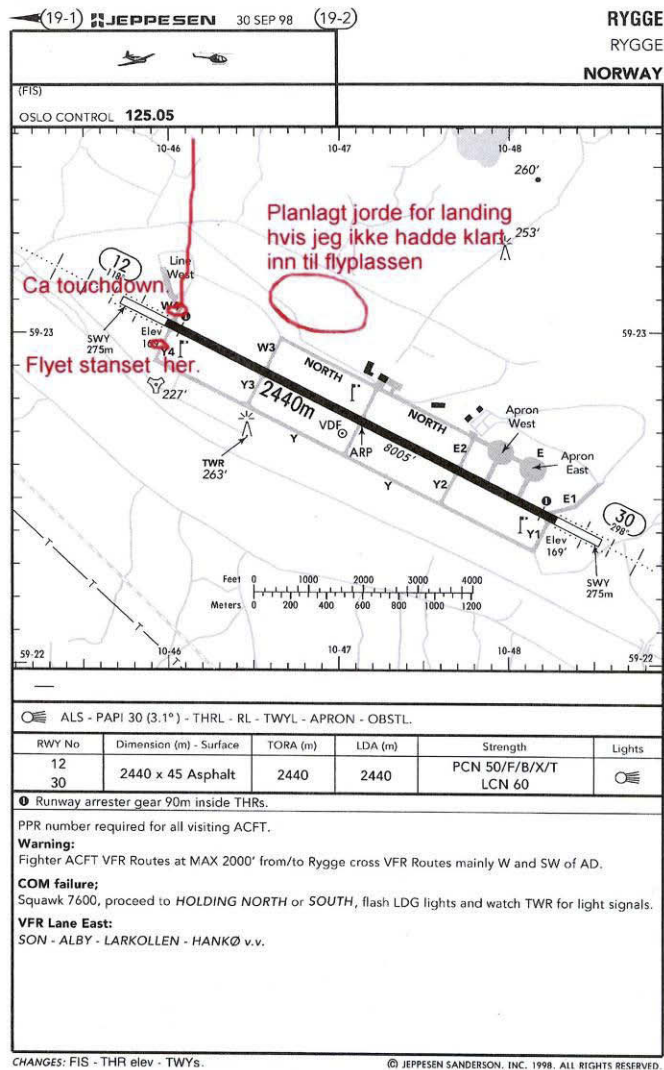 (19-1) JEPPESEN 30 SEP 98 (19-2)
RYGGE
RYGGE
NORWAY
(FIS)
OSLO CONTROL 125.05
10-46 10-47 10-48
260'
Planlagt jorde for landing
hvis jeg ikke hadde klart
inn til flyplassen
253'
12
118°
Line
West
Ca touchdown.
W4
59-23 59-23
SWY
275m
Elev
169'
Y4
W3
NORTH
Flyet stanset her.
227'
Y3
2440m
NORTH
Apron
West
VDF
TWR
263'
Y
ARP
8005'
E2
E
Apron
East
Y
Y2
E1
30
298°
Y1
Elev
169'
SWY
275m
Feet 0 1000 2000 3000 4000
Meters 0 200 400 600 800 1000 1200
T
T
T
59-22 10-46 10-47 10-48 59-22
ALS - PAPI 30 (3.1°) - THRL - RL - TWYL - APRON - OBSTL.
RWY No Dimension (m) - Surface TORA (m) LDA (m) Strength Lights
12
30
2440 x 45 Asphalt 2440 2440
PCN 50/F/B/X/T
LCN 60
❶ Runway arrester gear 90m inside THRs.
PPR number required for all visiting ACFT.
Warning:
Fighter ACFT VFR Routes at MAX 2000' from/to Rygge cross VFR Routes mainly W and SW of AD.
COM failure;
Squawk 7600, proceed to HOLDING NORTH or SOUTH, flash LDG lights and watch TWR for light signals.
VFR Lane East:
SON - ALBY - LARKOLLEN - HANKØ v.v.
CHANGES: FIS - THR elev - TWYs.
© JEPPESEN SANDERSON, INC. 1998. ALL RIGHTS RESERVED.